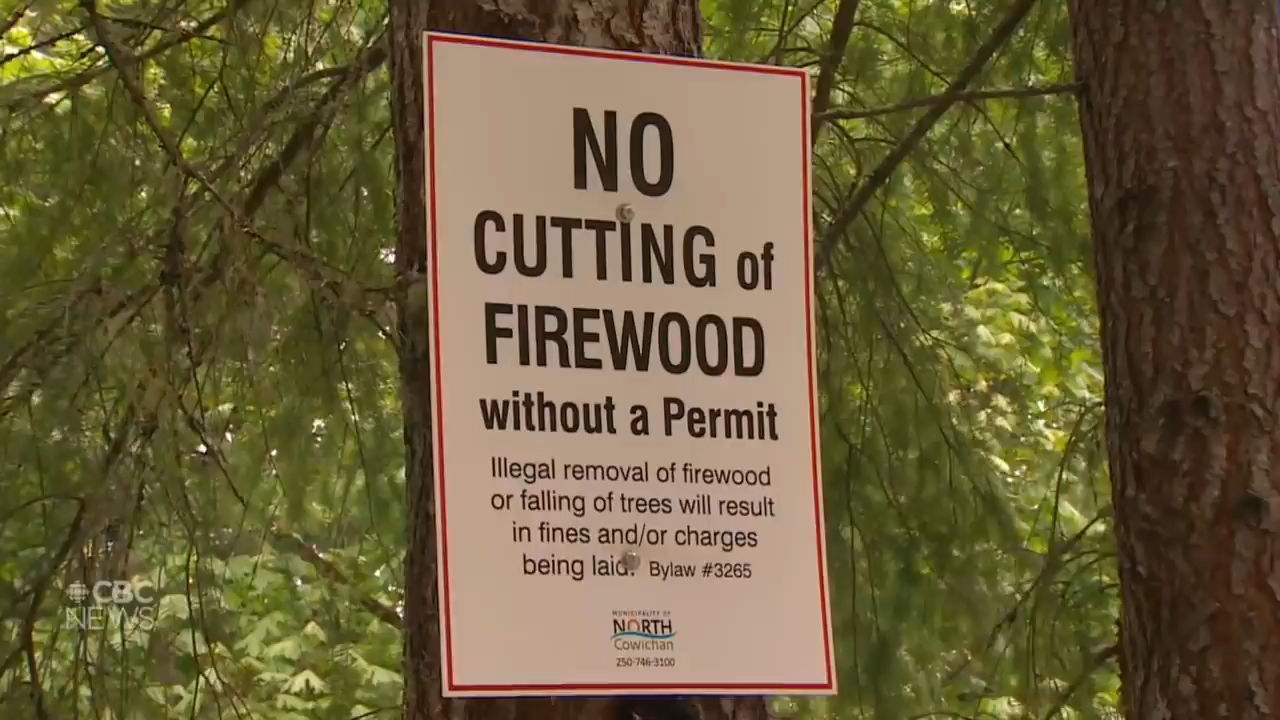 NO
CUTTING of
FIREWOOD
without a Permit
Illegal removal of firewood
or falling of trees will result
in fines and/or charges
being laid. Bylaw #3265
MUNICIPALITY OF
NORTH
Cowichan
250-746-3100
CBC
NEWS